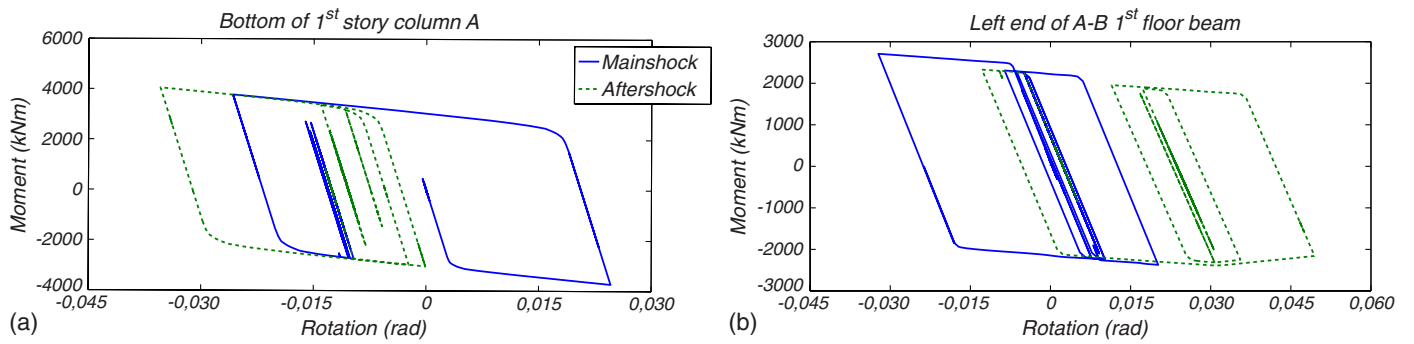 Bottom of 1st story column A
6000
4000
2000
0
-2000
-4000
Moment (kNm)
-0,045
-0,030
-0,015
0
0,015
0,030
Rotation (rad)
(a)
Mainshock
Aftershock
Left end of A-B 1st floor beam
3000
2000
1000
0
-1000
-2000
-3000
Moment (kNm)
-0,045
-0,030
-0,015
0
0,015
0,030
0,045
0,060
Rotation (rad)
(b)